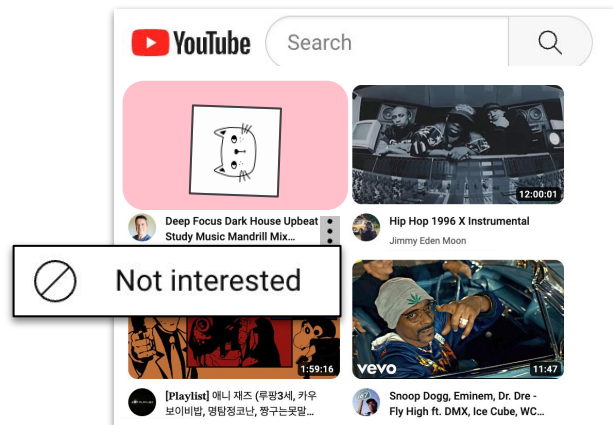 YouTube
Search
12:00:01
Deep Focus Dark House Upbeat
Study Music Mandrill Mix...
Hip Hop 1996 X Instrumental
Jimmy Eden Moon
Not interested
1:59:16
vevo
11:47
[Playlist] 애니 재즈 (루팡3세, 카우
보이비밥, 명탐정코난, 짱구는못말...
Snoop Dogg, Eminem, Dr. Dre -
Fly High ft. DMX, Ice Cube, WC...